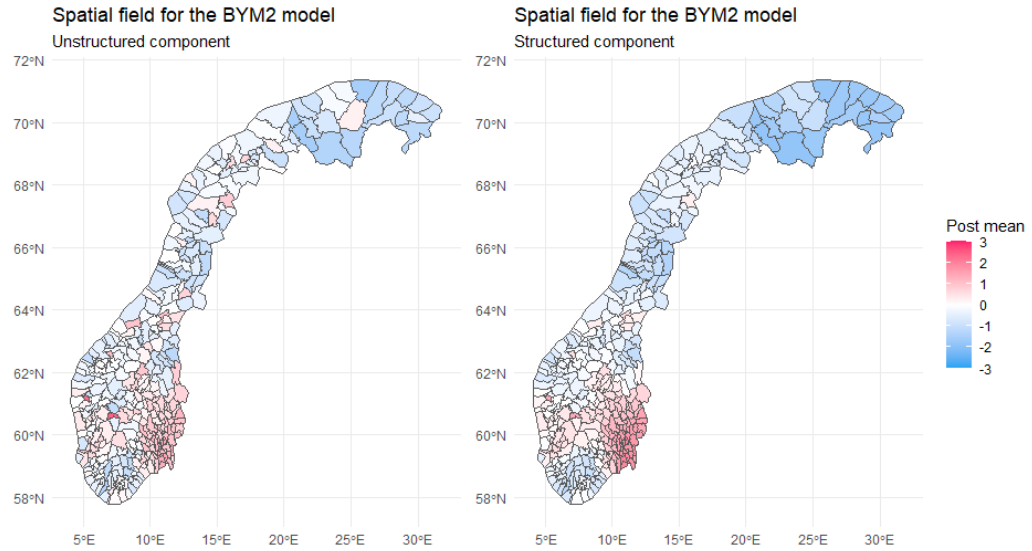 Spatial field for the BYM2 model
Unstructured component
72°N
70°N
68°N
66°N
64°N
62°N
60°N
58°N
5°E 10°E 15°E 20°E 25°E 30°E
Spatial field for the BYM2 model
Structured component
72°N
70°N
68°N
66°N
64°N
62°N
60°N
58°N
5°E 10°E 15°E 20°E 25°E 30°E
Post mean
3
2
1
0
-1
-2
-3